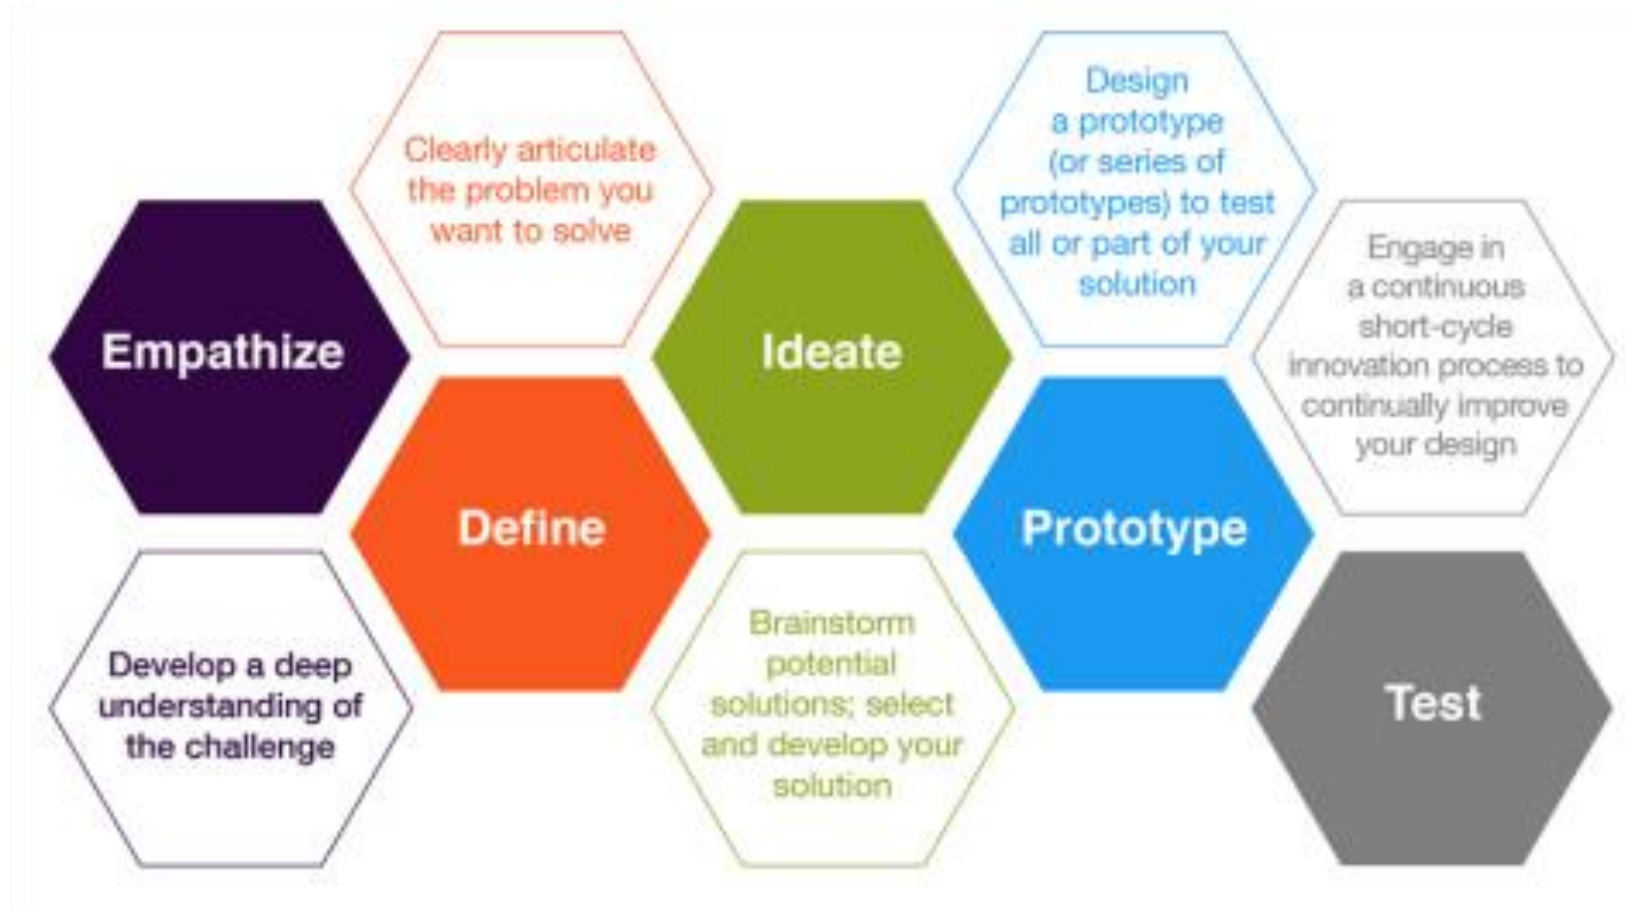 Empathize
Develop a deep
understanding of
the challenge
Clearly articulate
the problem you
want to solve
Define
Ideate
Brainstorm
potential
solutions; select
and develop your
solution
Design
a prototype
(or series of
prototypes) to test
all or part of your
solution
Prototype
Engage in
a continuous
short-cycle
innovation process to
continually improve
your design
Test